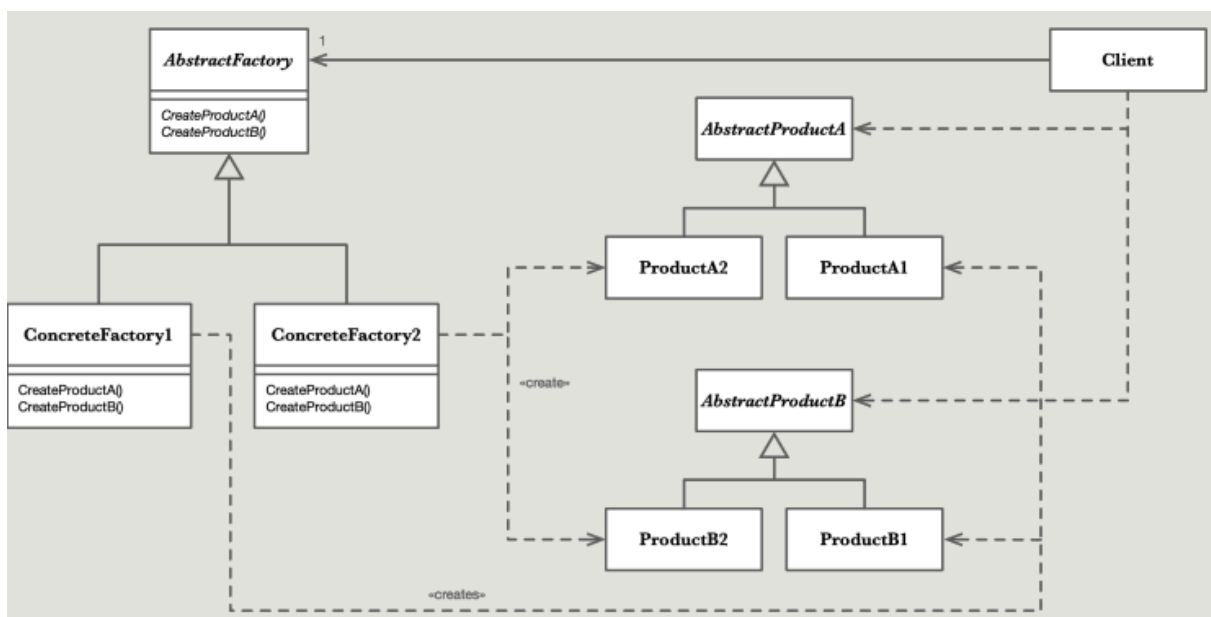 AbstractFactory
CreateProductA()
CreateProductB()
1
Client
AbstractProductA
ProductA2
ProductA1
ConcreteFactory1
CreateProductA()
CreateProductB()
ConcreteFactory2
CreateProductA()
CreateProductB()
«create»
AbstractProductB
ProductB2
ProductB1
«creates»